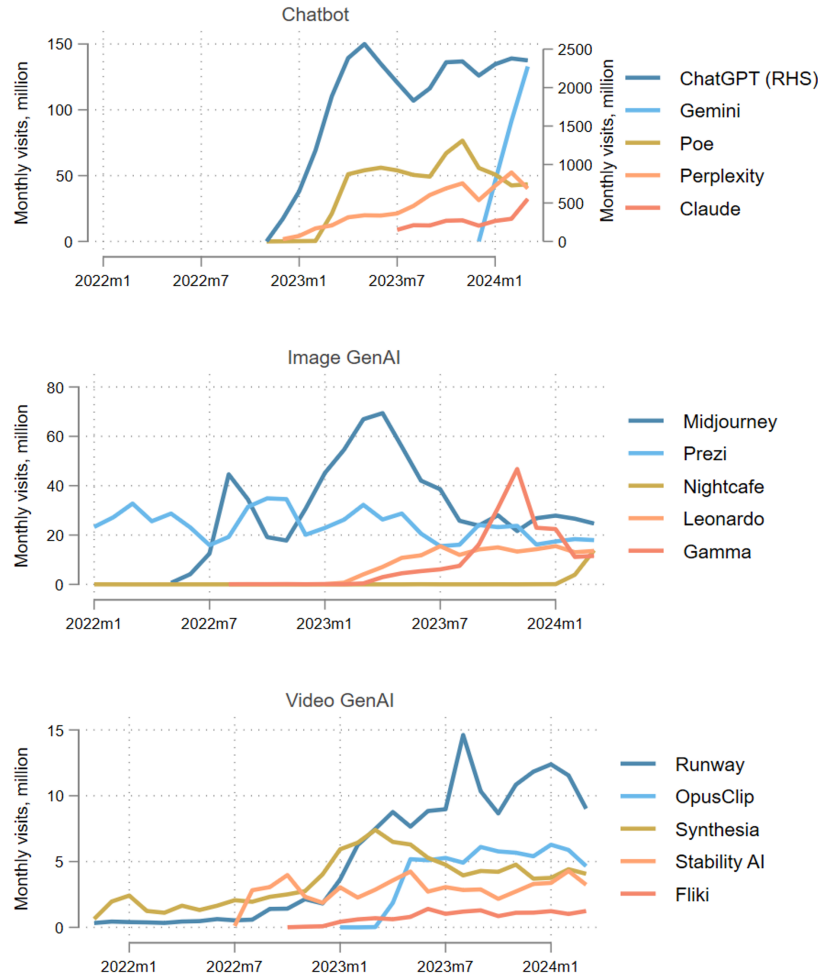 Chatbot
Monthly visits, million
150
100
50
0
2500
2000
1500
1000
500
0
Monthly visits, million
2022m1
2022m7
2023m1
2023m7
2024m1
ChatGPT (RHS)
Gemini
Poe
Perplexity
Claude
Image GenAI
Monthly visits, million
80
60
40
20
0
2022m1
2022m7
2023m1
2023m7
2024m1
Midjourney
Prezi
Nightcafe
Leonardo
Gamma
Video GenAI
Monthly visits, million
15
10
5
0
2022m1
2022m7
2023m1
2023m7
2024m1
Runway
OpusClip
Synthesia
Stability AI
Fliki